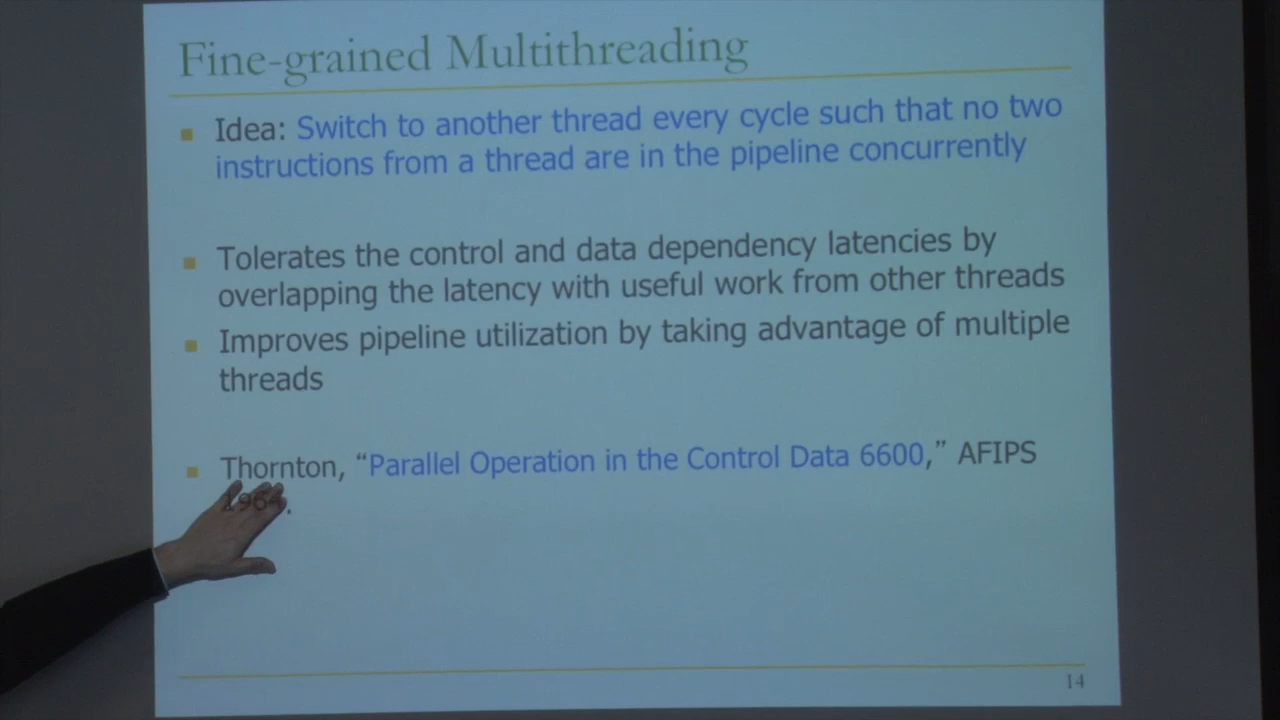 Fine-grained Multithreading
Idea: Switch to another thread every cycle such that no two
instructions from a thread are in the pipeline concurrently
Tolerates the control and data dependency latencies by
overlapping the latency with useful work from other threads
Improves pipeline utilization by taking advantage of multiple
threads
Thornton, “Parallel Operation in the Control Data 6600,” AFIPS
1964.
14